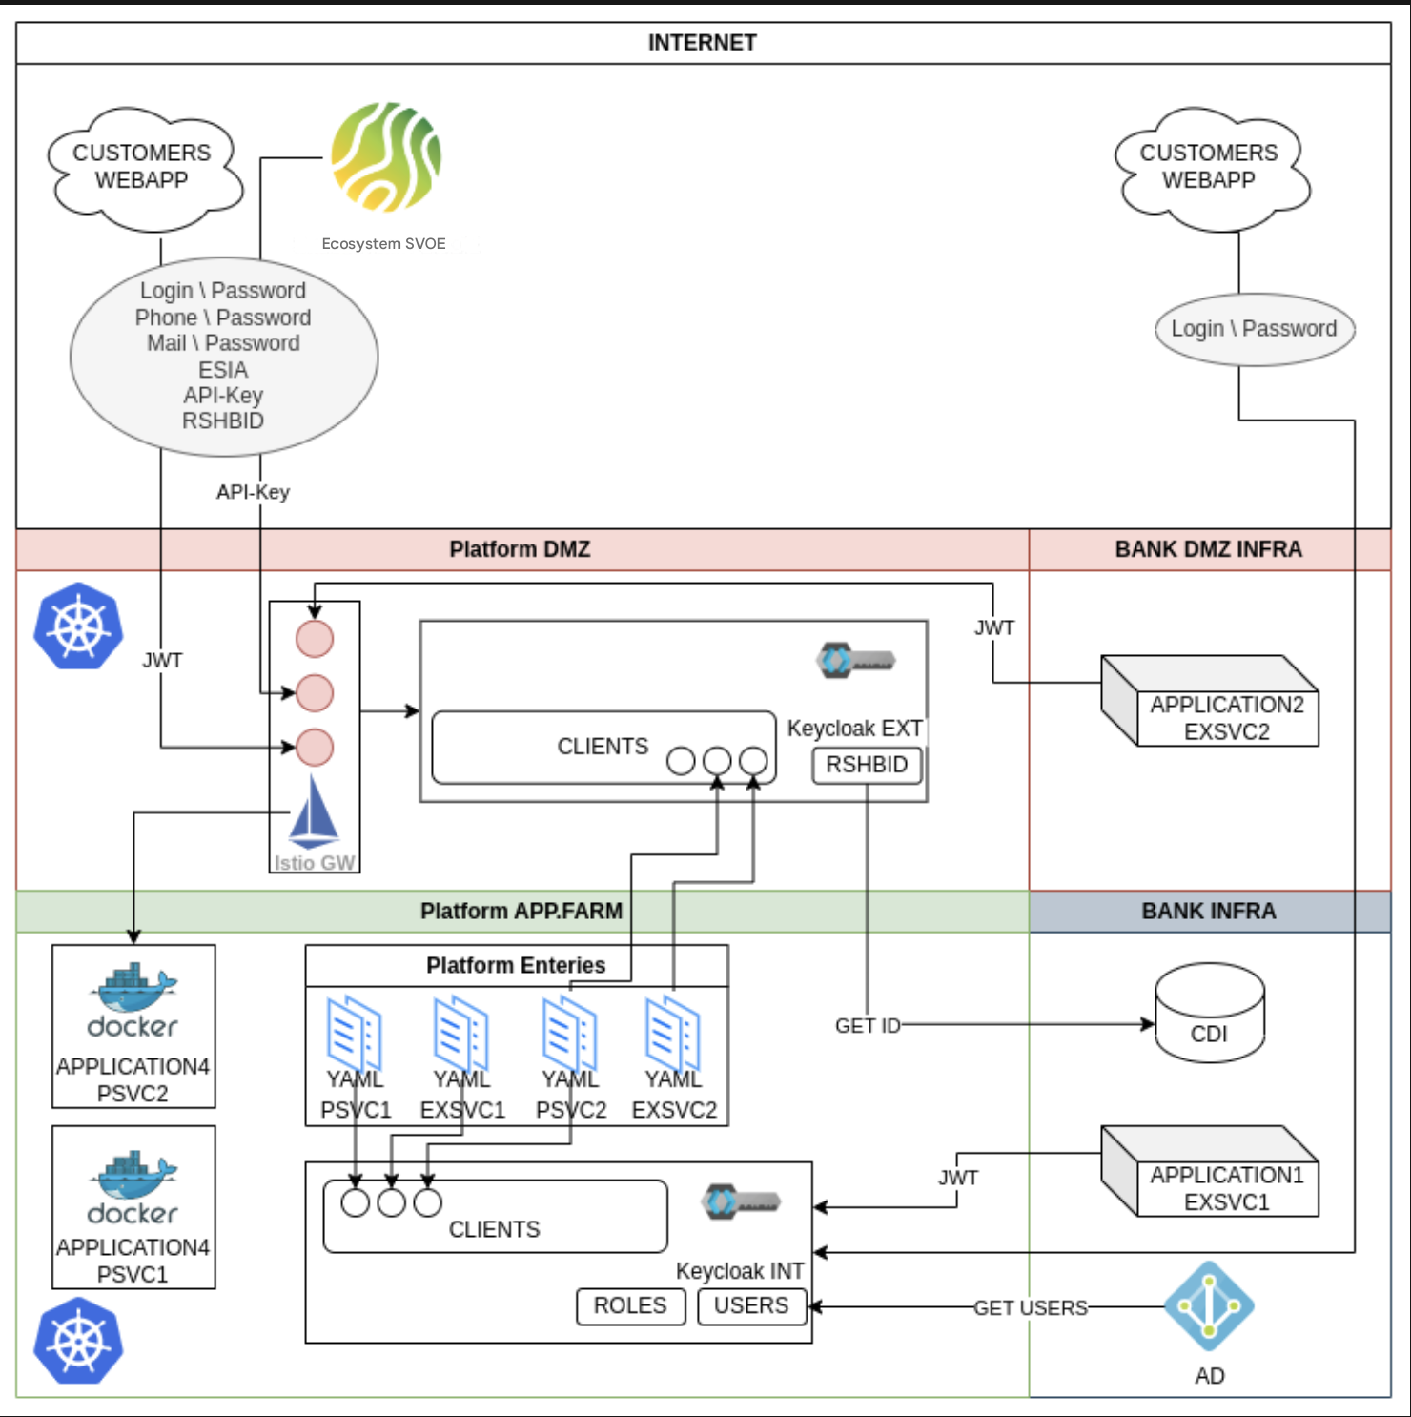 INTERNET
CUSTOMERS
WEBAPP
Ecosystem SVOE
CUSTOMERS
WEBAPP
Login \ Password
Phone \ Password
Mail \ Password
ESIA
API-Key
RSHBID
Login \ Password
API-Key
Platform DMZ
BANK DMZ INFRA
JWT
JWT
Istio GW
CLIENTS
Keycloak EXT
RSHBID
APPLICATION2
EXSVC2
Platform APP.FARM
BANK INFRA
docker
APPLICATION4
PSVC2
Platform Enteries
YAML
PSVC1
YAML
EXSVC1
YAML
PSVC2
YAML
EXSVC2
GET ID
CDI
docker
APPLICATION4
PSVC1
CLIENTS
Keycloak INT
ROLES
USERS
JWT
APPLICATION1
EXSVC1
GET USERS
AD